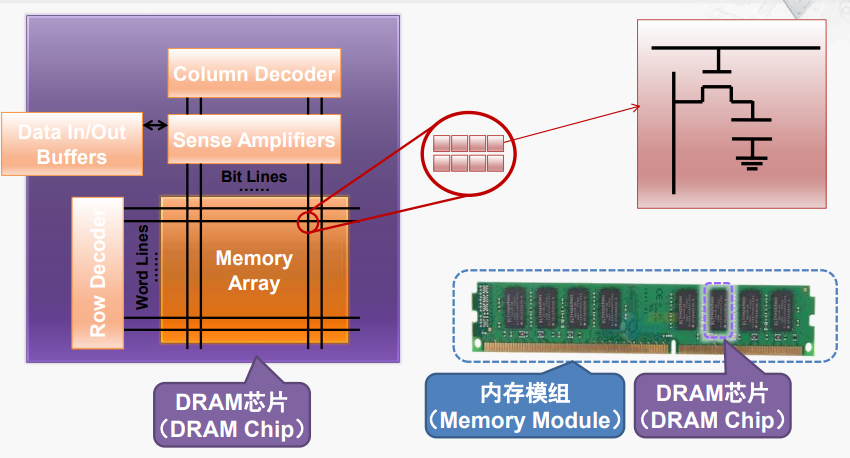 Column Decoder
Data In/Out
Buffers
Sense Amplifiers
Bit Lines
......
Row Decoder
Word Lines
......
Memory
Array
DRAM芯片
（DRAM Chip）
内存模组
（Memory Module）
DRAM芯片
（DRAM Chip）